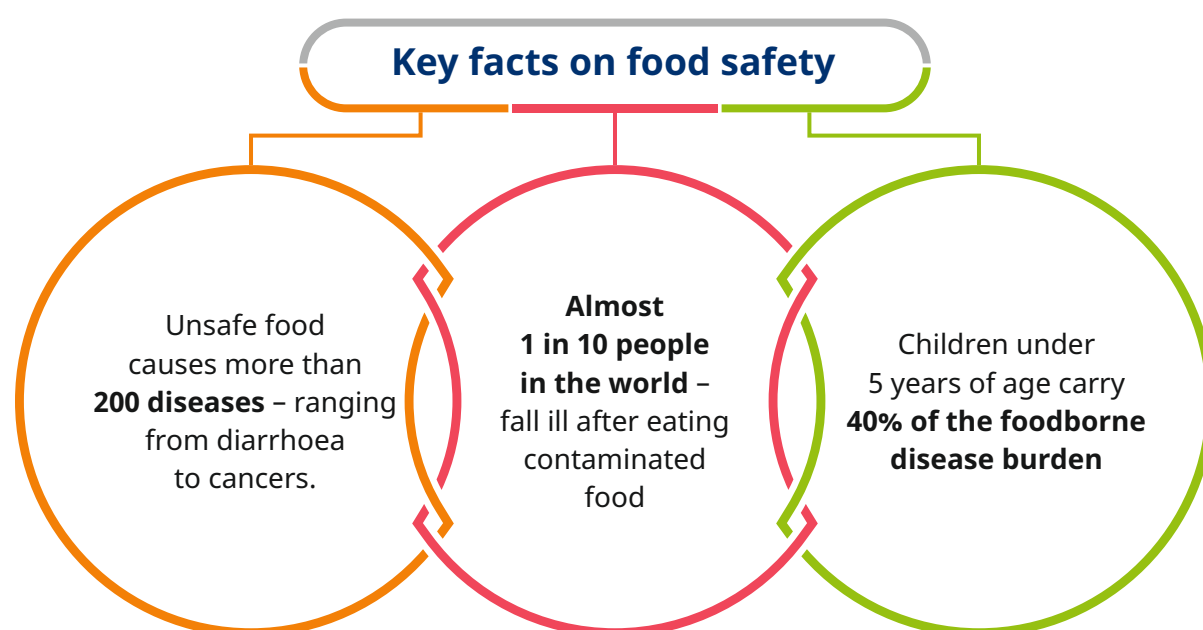 Key facts on food safety
Unsafe food
causes more than
200 diseases – ranging
from diarrhoea
to cancers.
Almost
1 in 10 people
in the world –
fall ill after eating
contaminated
food
Children under
5 years of age carry
40% of the foodborne
disease burden